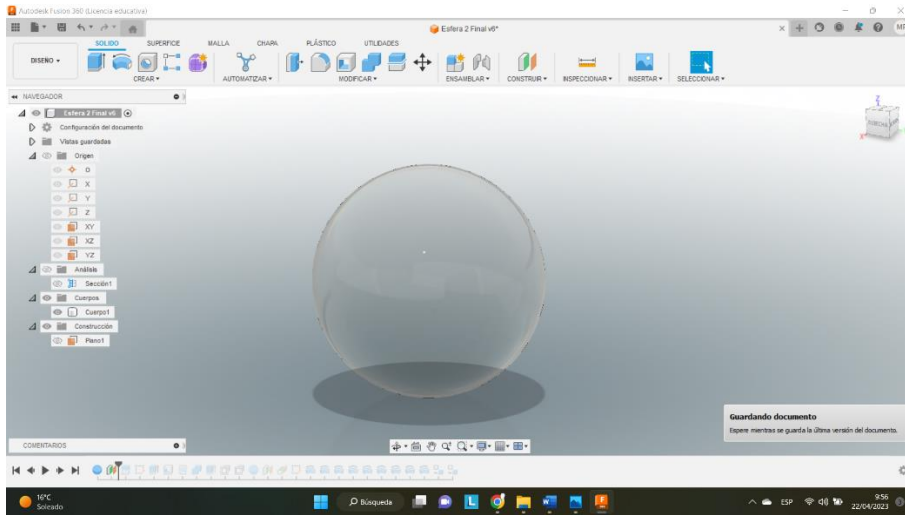 Autodesk Fusion 360 (Licencia educativa)
Esfera 2 Final v6*
SÓLIDO SUPERFICIE MALLA CHAPA PLÁSTICO UTILIDADES
DISEÑO
CREAR AUTOMATIZAR MODIFICAR ENSAMBLAR CONSTRUIR INSPECCIONAR INSERTAR SELECCIONAR
NAVEGADOR
Esfera 2 Final v6
Configuración del documento
Vistas guardadas
Origen
O
X
Y
Z
XY
XZ
YZ
Análisis
Sección1
Cuerpos
Cuerpo1
Construcción
Plano1
Z
X
Guardando documento
Espere mientras se guarda la última versión del documento.
COMENTARIOS
16°C
Soleado
Búsqueda
ESP
9:56
22/04/2023